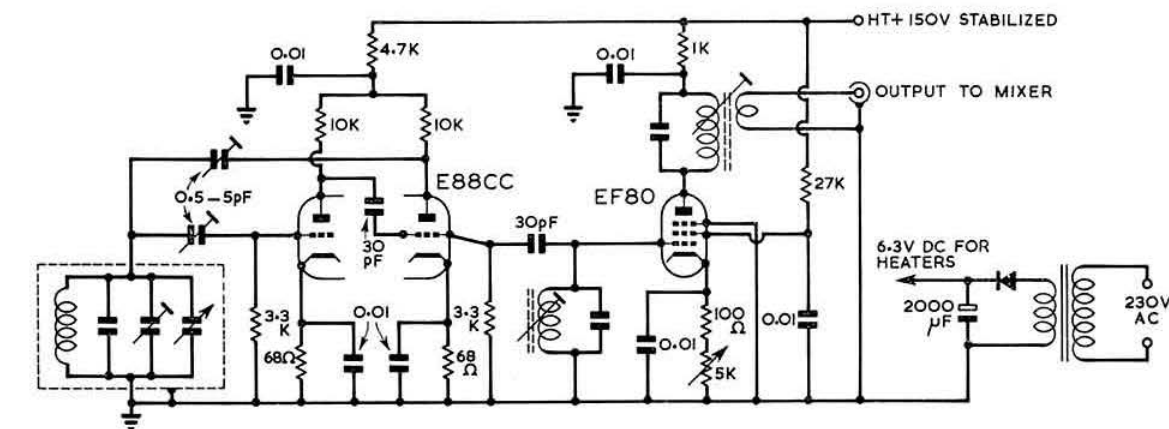 HT+150V STABILIZED
4.7K
1K
0.01
0.01
OUTPUT TO MIXER
10K
10K
E88CC
EF80
27K
0.5–5pF
30
pF
30pF
6.3V DC FOR
HEATERS
2000
µF
230V
AC
3.3
K
0.01
3.3
K
68Ω
68
Ω
0.01
100
Ω
5K
0.01